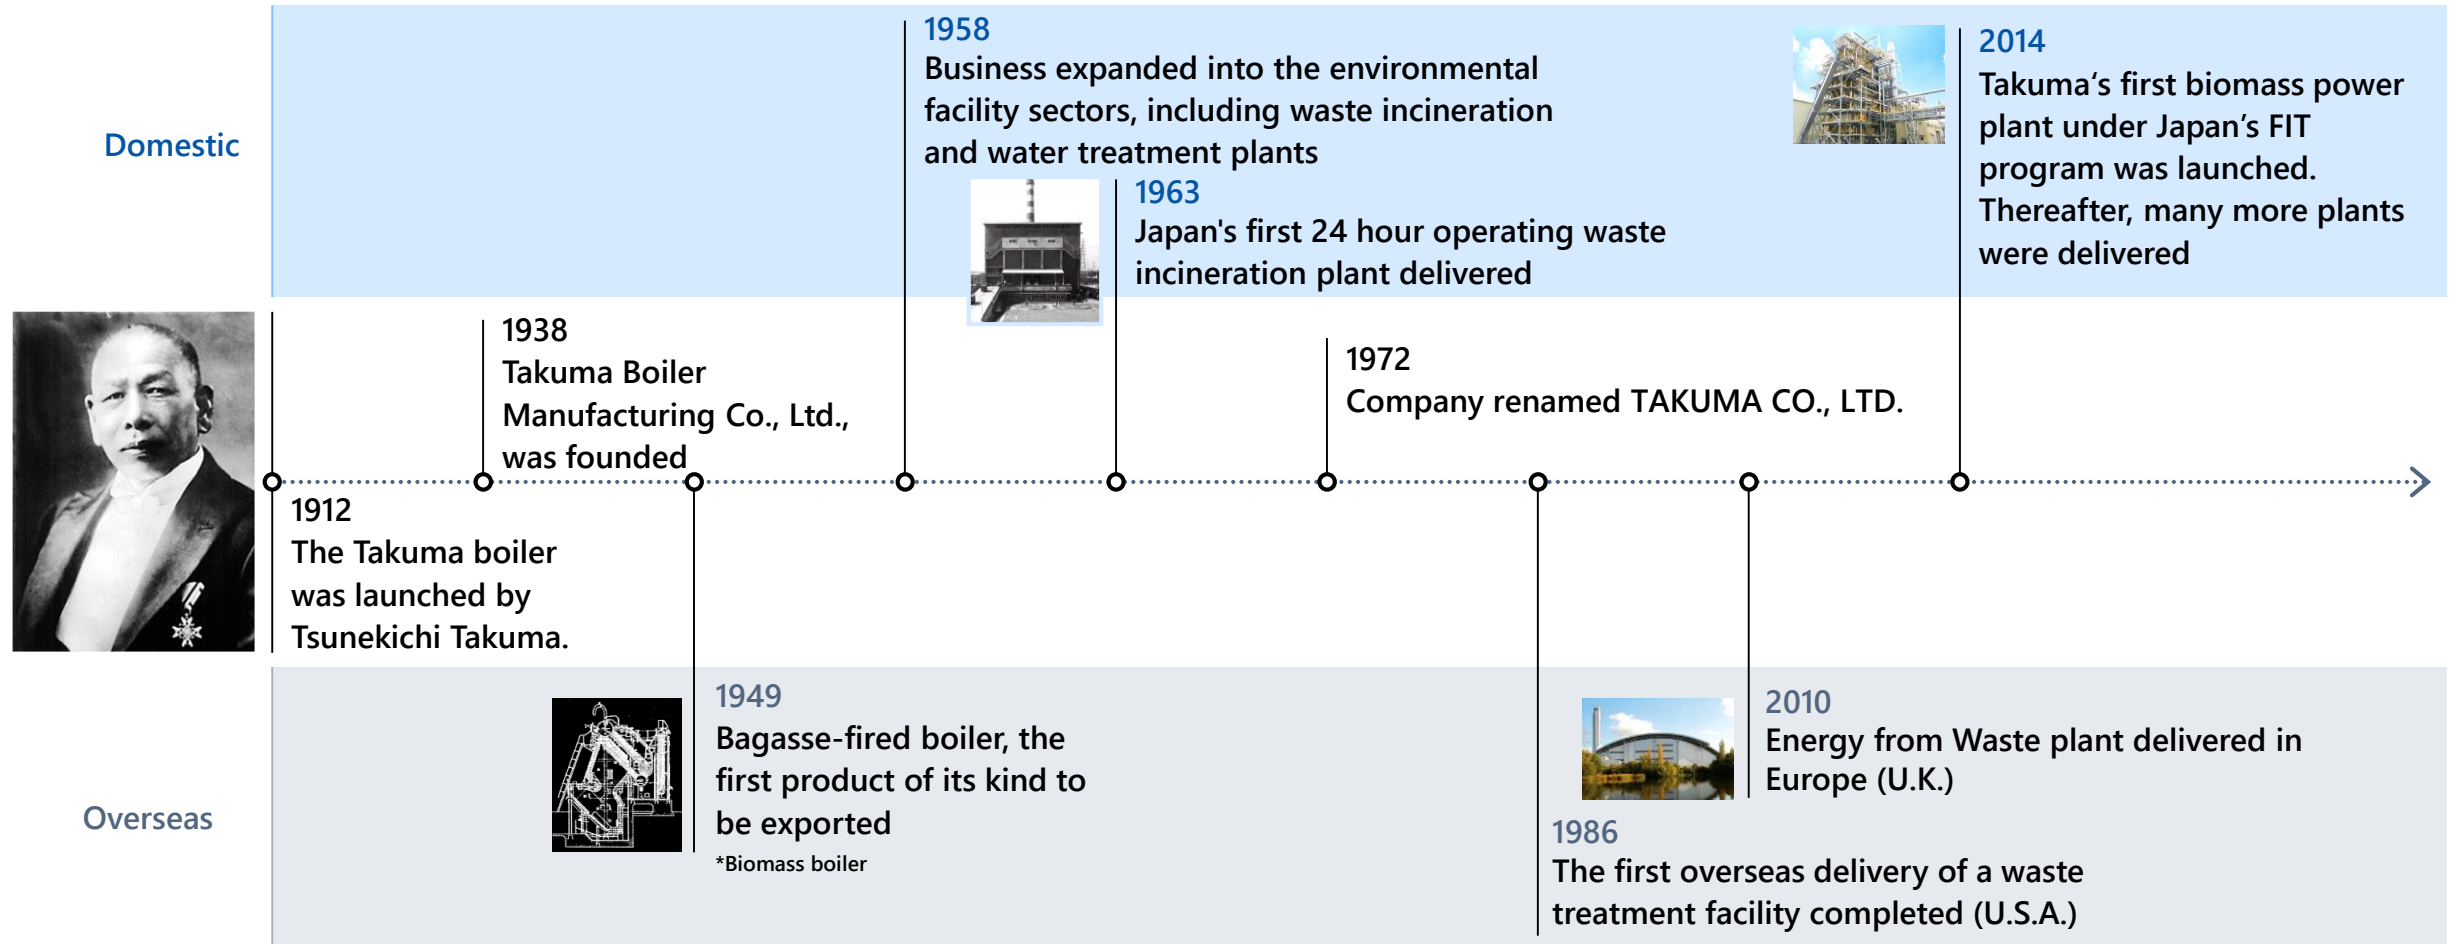 Domestic
1958
Business expanded into the environmental
facility sectors, including waste incineration
and water treatment plants
1963
Japan's first 24 hour operating waste
incineration plant delivered
2014
Takuma‘s first biomass power
plant under Japan’s FIT
program was launched.
Thereafter, many more plants
were delivered
1938
Takuma Boiler
Manufacturing Co., Ltd.,
was founded
1972
Company renamed TAKUMA CO., LTD.
1912
The Takuma boiler
was launched by
Tsunekichi Takuma.
Overseas
1949
Bagasse-fired boiler, the
first product of its kind to
be exported
*Biomass boiler
2010
Energy from Waste plant delivered in
Europe (U.K.)
1986
The first overseas delivery of a waste
treatment facility completed (U.S.A.)